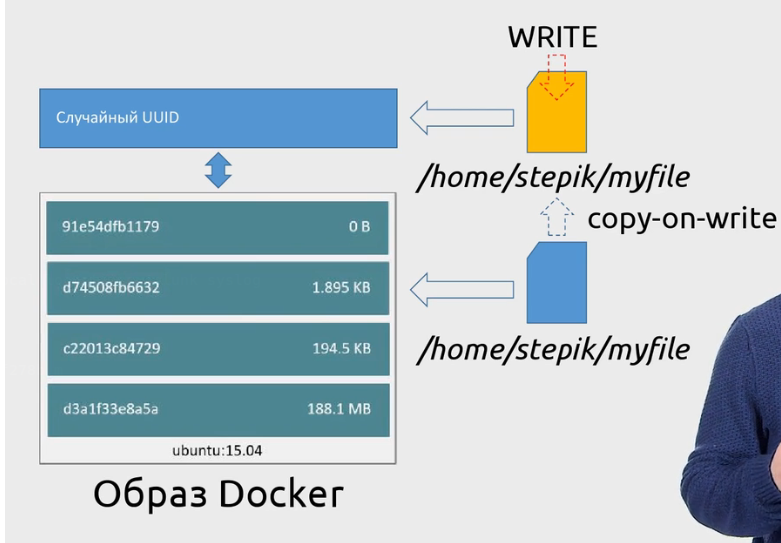 WRITE
Случайный UUID
/home/stepik/myfile
copy-on-write
91e54dfb1179 0 B
d74508fb6632 1.895 KB
c22013c84729 194.5 KB
/home/stepik/myfile
d3a1f33e8a5a 188.1 MB
ubuntu:15.04
Образ Docker